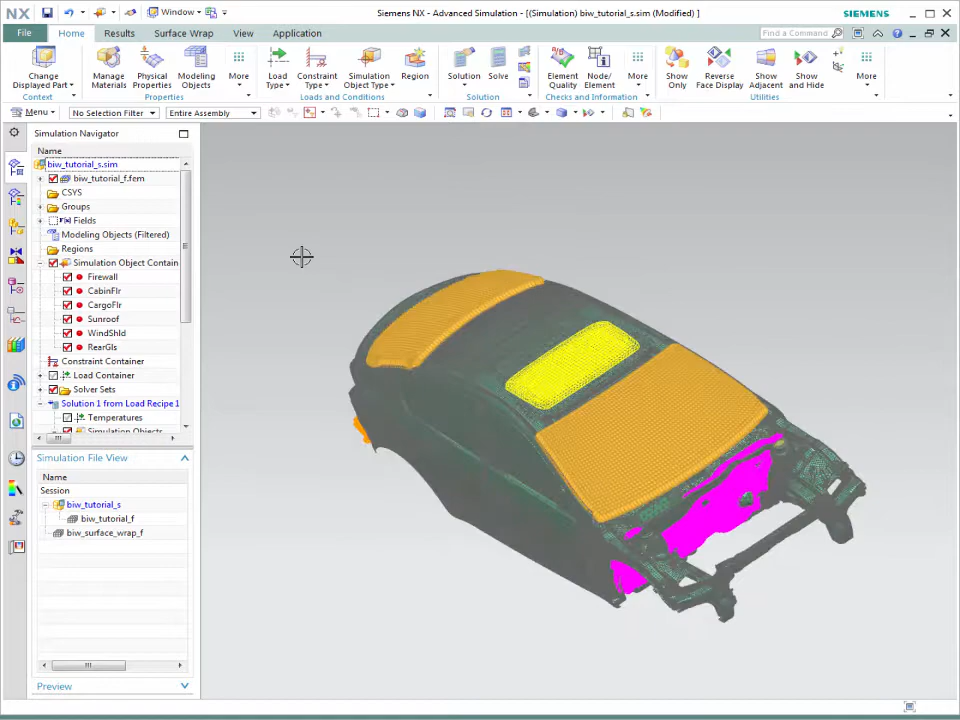 NX
Window
Siemens NX - Advanced Simulation - [(Simulation) biw_tutorial_s.sim (Modified) ]
SIEMENS
File
Home
Results
Surface Wrap
View
Application
Find a Command
Change
Displayed Part
Manage
Materials
Physical
Properties
Modeling
Objects
More
Load
Type
Constraint
Type
Simulation
Object Type
Region
Solution
Solve
Element
Quality
Node/
Element
More
Show
Only
Reverse
Face Display
Show
Adjacent
Show
and Hide
More
Context
Properties
Loads and Conditions
Solution
Checks and Information
Utilities
Menu
No Selection Filter
Entire Assembly
Simulation Navigator
Name
biw_tutorial_s.sim
biw_tutorial_f.fem
CSYS
Groups
Fields
Modeling Objects (Filtered)
Regions
Simulation Object Contain
Firewall
CabinFlr
CargoFlr
Sunroof
WindShld
RearGls
Constraint Container
Load Container
Solver Sets
Solution 1 from Load Recipe 1
Temperatures
Simulation Objects
Simulation File View
Name
Session
biw_tutorial_s
biw_tutorial_f
biw_surface_wrap_f
Preview